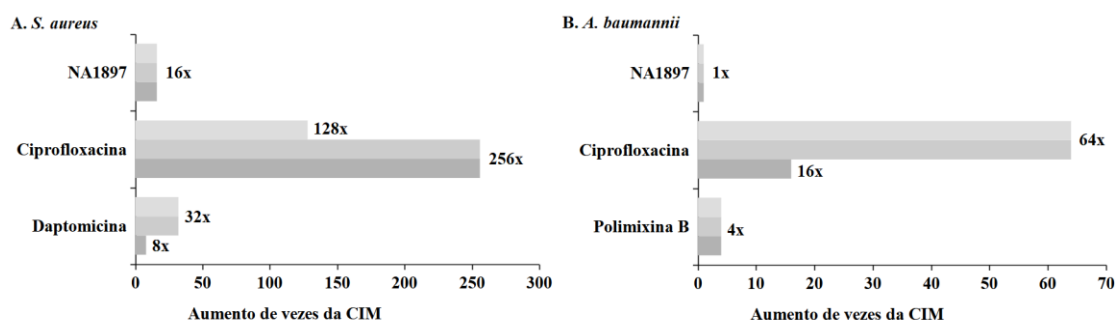 A. S. aureus
NA1897
16x
128x
Ciprofloxacina
256x
32x
Daptomicina
8x
0 50 100 150 200 250 300
Aumento de vezes da CIM
B. A. baumannii
NA1897
1x
64x
Ciprofloxacina
16x
Polimixina B
4x
0 10 20 30 40 50 60 70
Aumento de vezes da CIM